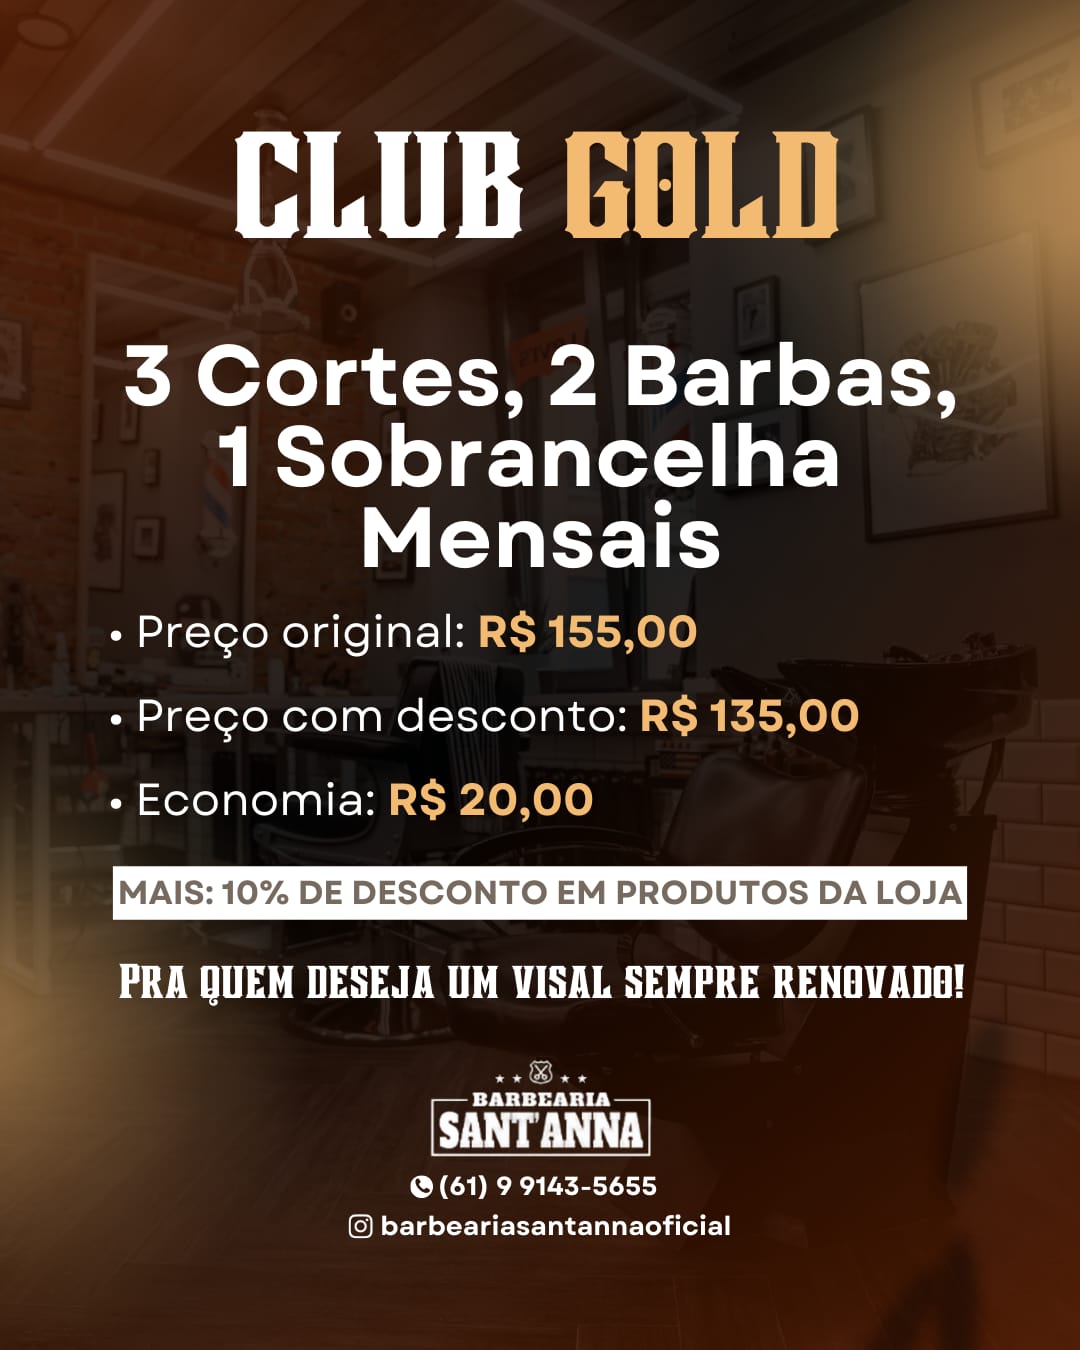 CLUB GOLD
3 Cortes, 2 Barbas,
1 Sobrancelha
Mensais
• Preço original: R$ 155,00
• Preço com desconto: R$ 135,00
• Economia: R$ 20,00
MAIS: 10% DE DESCONTO EM PRODUTOS DA LOJA
PRA QUEM DESEJA UM VISAL SEMPRE RENOVADO!
BARBEARIA
SANT'ANNA
(61) 9 9143-5655
barbeariasantannaoficial